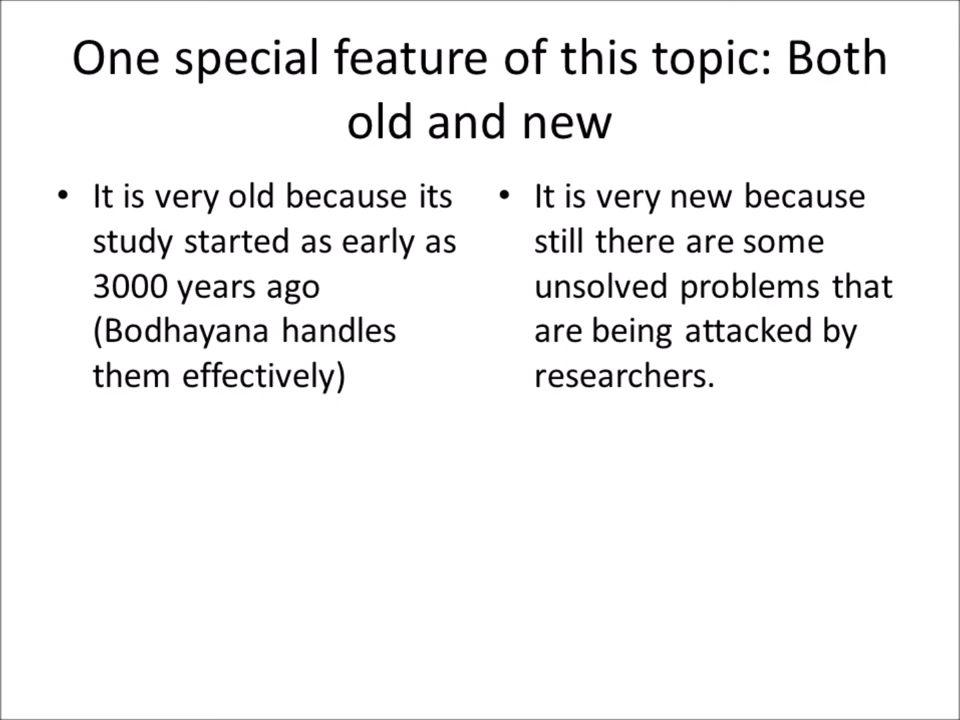 One special feature of this topic: Both
old and new
• It is very old because its
study started as early as
3000 years ago
(Bodhayana handles
them effectively)
• It is very new because
still there are some
unsolved problems that
are being attacked by
researchers.